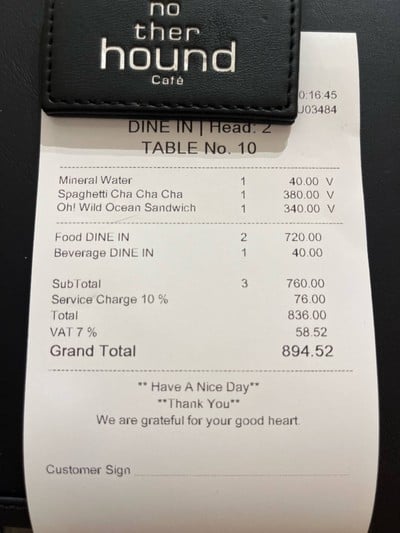 no
ther
hound
Café
0:16:45
U03484
DINE IN | Head: 2
TABLE No. 10
Mineral Water 1 40.00 V
Spaghetti Cha Cha Cha 1 380.00 V
Oh! Wild Ocean Sandwich 1 340.00 V
Food DINE IN 2 720.00
Beverage DINE IN 1 40.00
SubTotal 3 760.00
Service Charge 10 % 76.00
Total 836.00
VAT 7 % 58.52
Grand Total 894.52
** Have A Nice Day**
**Thank You**
We are grateful for your good heart.
Customer Sign